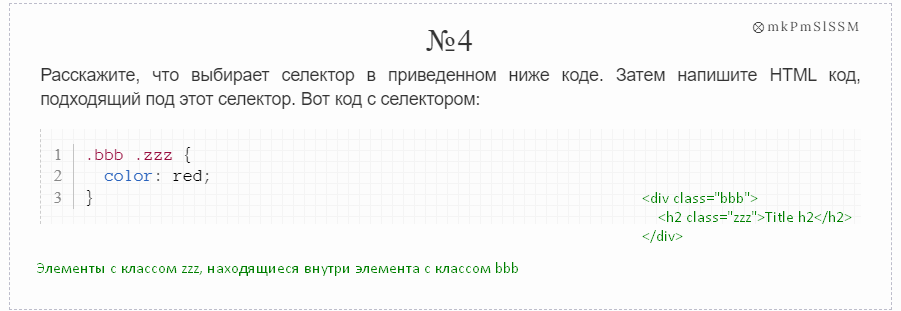 ⊗mkPmSlSSM
№4
Расскажите, что выбирает селектор в приведенном ниже коде. Затем напишите HTML код,
подходящий под этот селектор. Вот код с селектором:
1 .bbb .zzz {
2 color: red;
3 }
<div class="bbb">
<h2 class="zzz">Title h2</h2>
</div>
Элементы с классом zzz, находящиеся внутри элемента с классом bbb